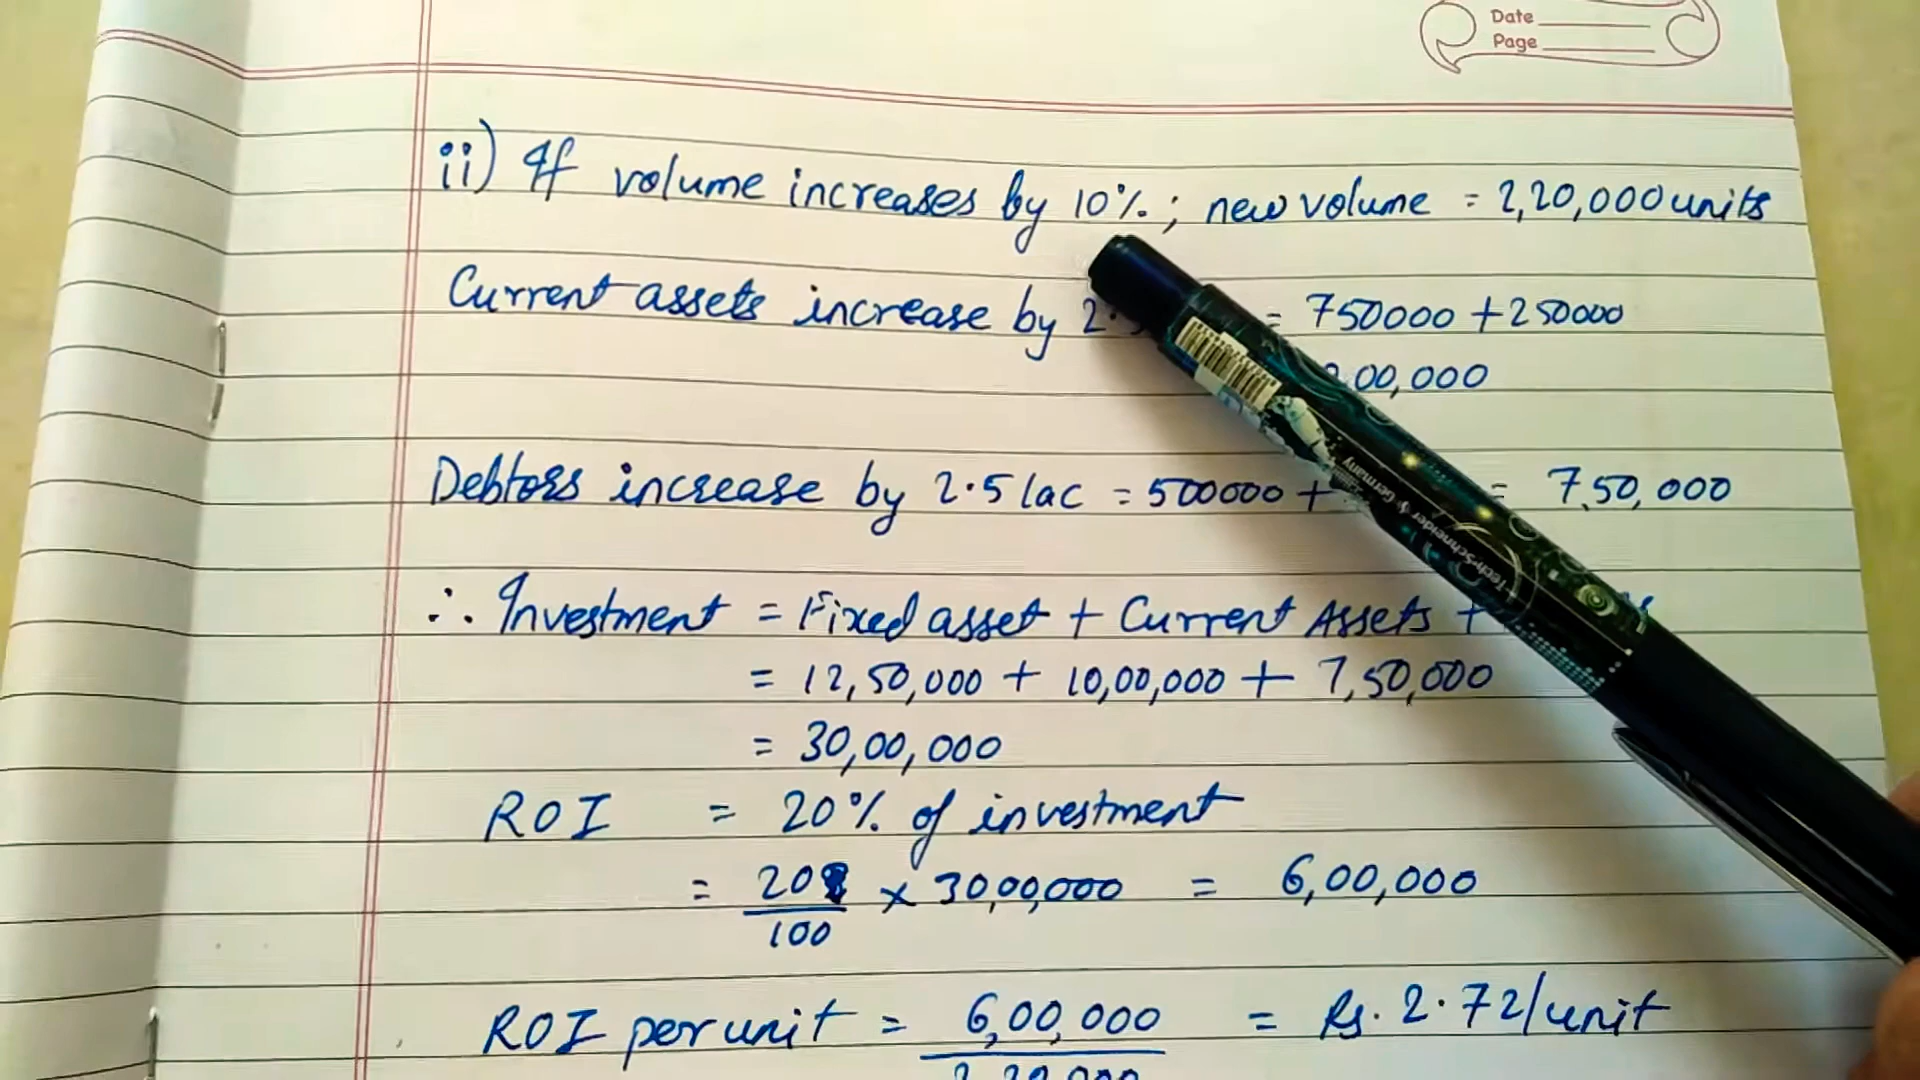 Date
Page
ii) If volume increases by 10%; new volume = 2,20,000 units
Current assets increase by = 750000 + 250000
00,000
Debtors increase by 2.5 lac = 500000 + = 7,50,000
∴ Investment = Fixed asset + Current Assets +
= 12,50,000 + 10,00,000 + 7,50,000
= 30,00,000
ROI = 20% of investment
= 20/100 × 30,00,000 = 6,00,000
ROI per unit = 6,00,000 = Rs. 2.72/unit
Tech-Schneider Germany